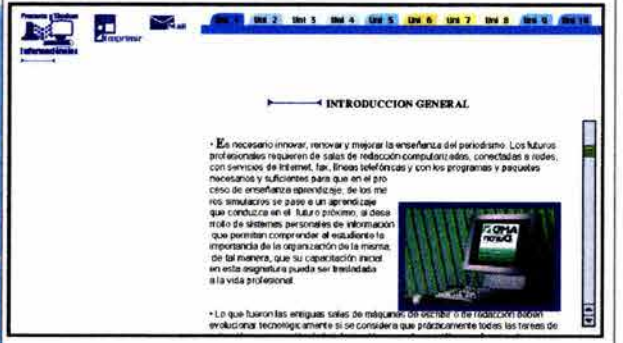 Informacionales
Imprimir
Uni 2 Uni 3 Uni 4 Uni 5 Uni 6 Uni 7 Uni 8 Uni 9 Uni 10
INTRODUCCION GENERAL
• Es necesario innovar, renovar y mejorar la enseñanza del periodismo. Los futuros
profesionales requieren de salas de redacción computarizadas, conectadas a redes,
con servicios de Internet, fax, líneas telefónicas y con los programas y paquetes
necesarios y suficientes para que en el pro
ceso de enseñanza aprendizaje, de los me
ros simulacros se pase a un aprendizaje
que conduzca en el futuro próximo, al desa
rrollo de sistemas personales de información
que permitan comprender al estudiante la
importancia de la organización de la misma,
de tal manera, que su capacitación inicial
en esta asignatura pueda ser trasladada
a la vida profesional.
• Lo que fueron las antiguas salas de máquinas de escribir o de redacción deben
evolucionar tecnológicamente si se considera que prácticamente todas las tareas de